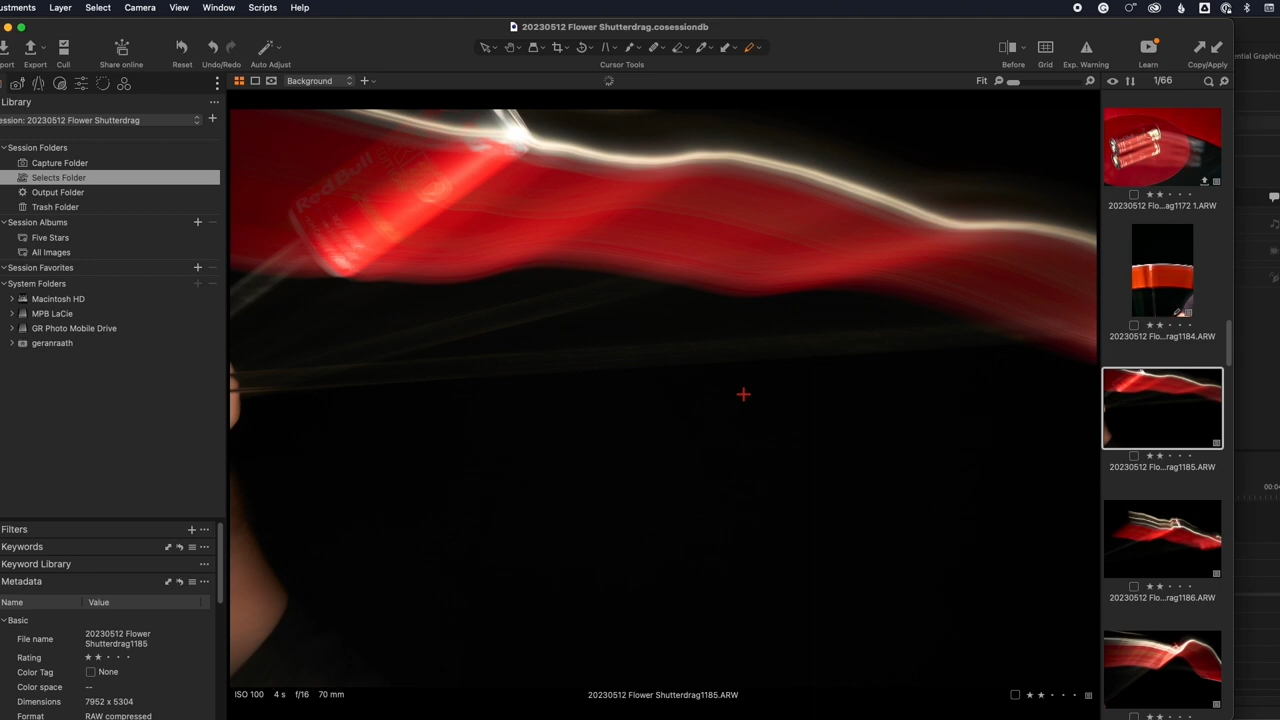 ustments Layer Select Camera View Window Scripts Help
20230512 Flower Shutterdrag.cosessiondb
port Export Cull Share online Reset Undo/Redo Auto Adjust Cursor Tools Before Grid Exp. Warning Learn Copy/Apply
ential Graphics
Background Fit 1/66
Library
ession: 20230512 Flower Shutterdrag
Session Folders
Capture Folder
Selects Folder
Output Folder
Trash Folder
Session Albums
Five Stars
All Images
Session Favorites
System Folders
Macintosh HD
MPB LaCie
GR Photo Mobile Drive
geranraath
Filters
Keywords
Keyword Library
Metadata
Name Value
Basic
File name 20230512 Flower
Shutterdrag1185
Rating
Color Tag None
Color space --
Dimensions 7952 x 5304
Format RAW compressed
Red Bull
ISO 100 4 s f/16 70 mm
20230512 Flower Shutterdrag1185.ARW
20230512 Flo...ag1172 1.ARW
20230512 Flo...rag1184.ARW
20230512 Flo...rag1185.ARW
20230512 Flo...rag1186.ARW
00:0